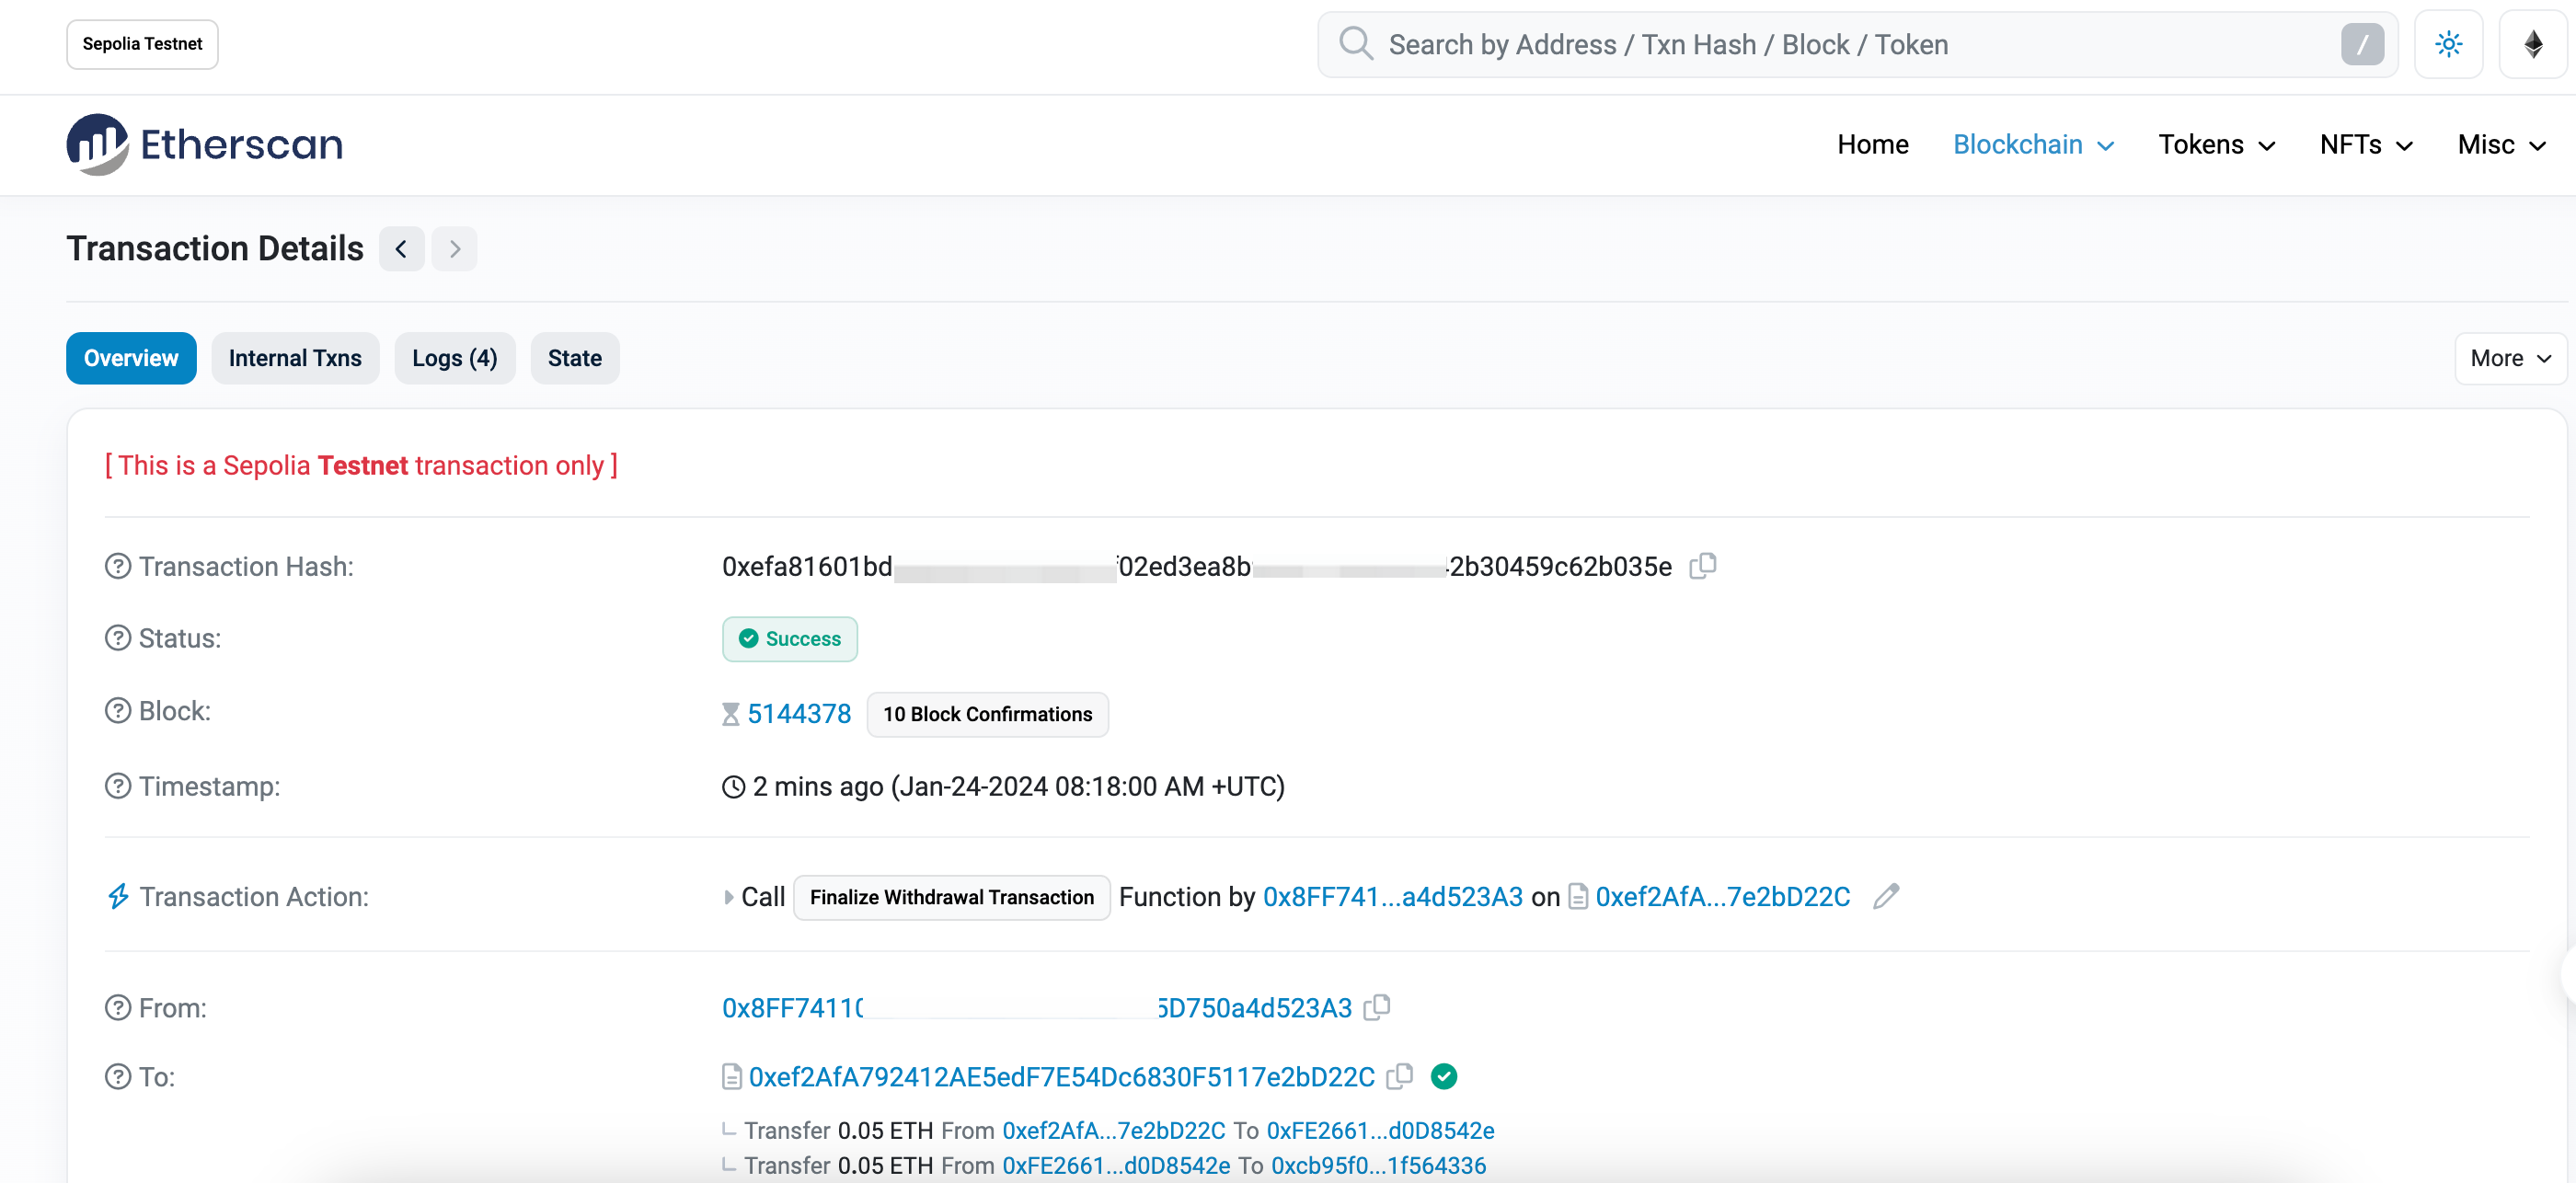 Sepolia Testnet
Search by Address / Txn Hash / Block / Token /
Etherscan
Home Blockchain Tokens NFTs Misc
Transaction Details
Overview Internal Txns Logs (4) State More
[ This is a Sepolia Testnet transaction only ]
Transaction Hash: 0xefa81601bd f02ed3ea8b 2b30459c62b035e
Status: Success
Block: 5144378 10 Block Confirmations
Timestamp: 2 mins ago (Jan-24-2024 08:18:00 AM +UTC)
Transaction Action: Call Finalize Withdrawal Transaction Function by 0x8FF741...a4d523A3 on 0xef2AfA...7e2bD22C
From: 0x8FF7411 5D750a4d523A3
To: 0xef2AfA792412AE5edF7E54Dc6830F5117e2bD22C
Transfer 0.05 ETH From 0xef2AfA...7e2bD22C To 0xFE2661...d0D8542e
Transfer 0.05 ETH From 0xFE2661...d0D8542e To 0xcb95f0...1f564336